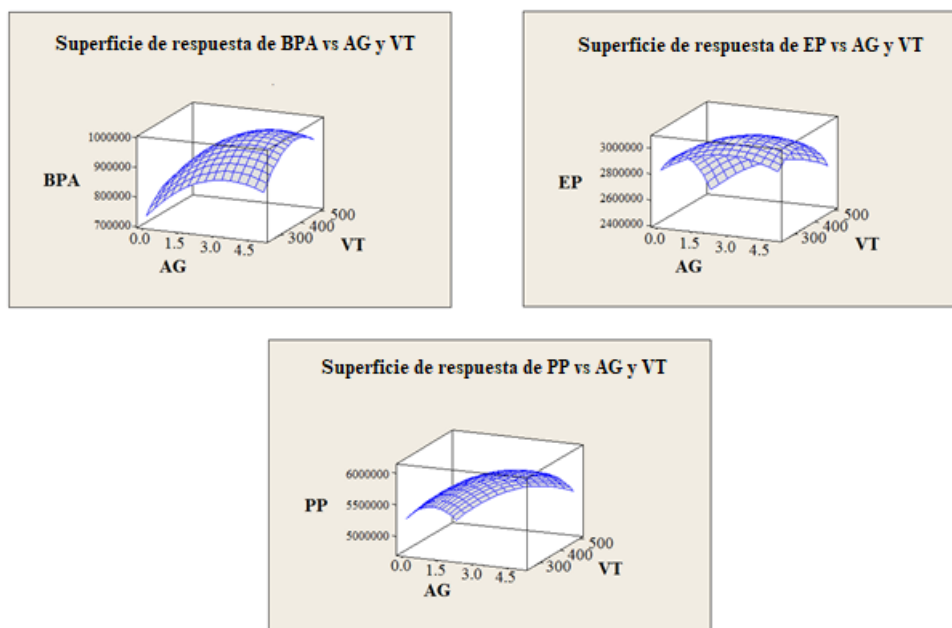 Superficie de respuesta de BPA vs AG y VT
1000000
900000
BPA
800000
700000
0.0
1.5
3.0
4.5
AG
300
400
500
VT
Superficie de respuesta de EP vs AG y VT
3000000
2800000
EP
2600000
2400000
0.0
1.5
3.0
4.5
AG
300
400
500
VT
Superficie de respuesta de PP vs AG y VT
6000000
5500000
PP
5000000
0.0
1.5
3.0
4.5
AG
300
400
500
VT